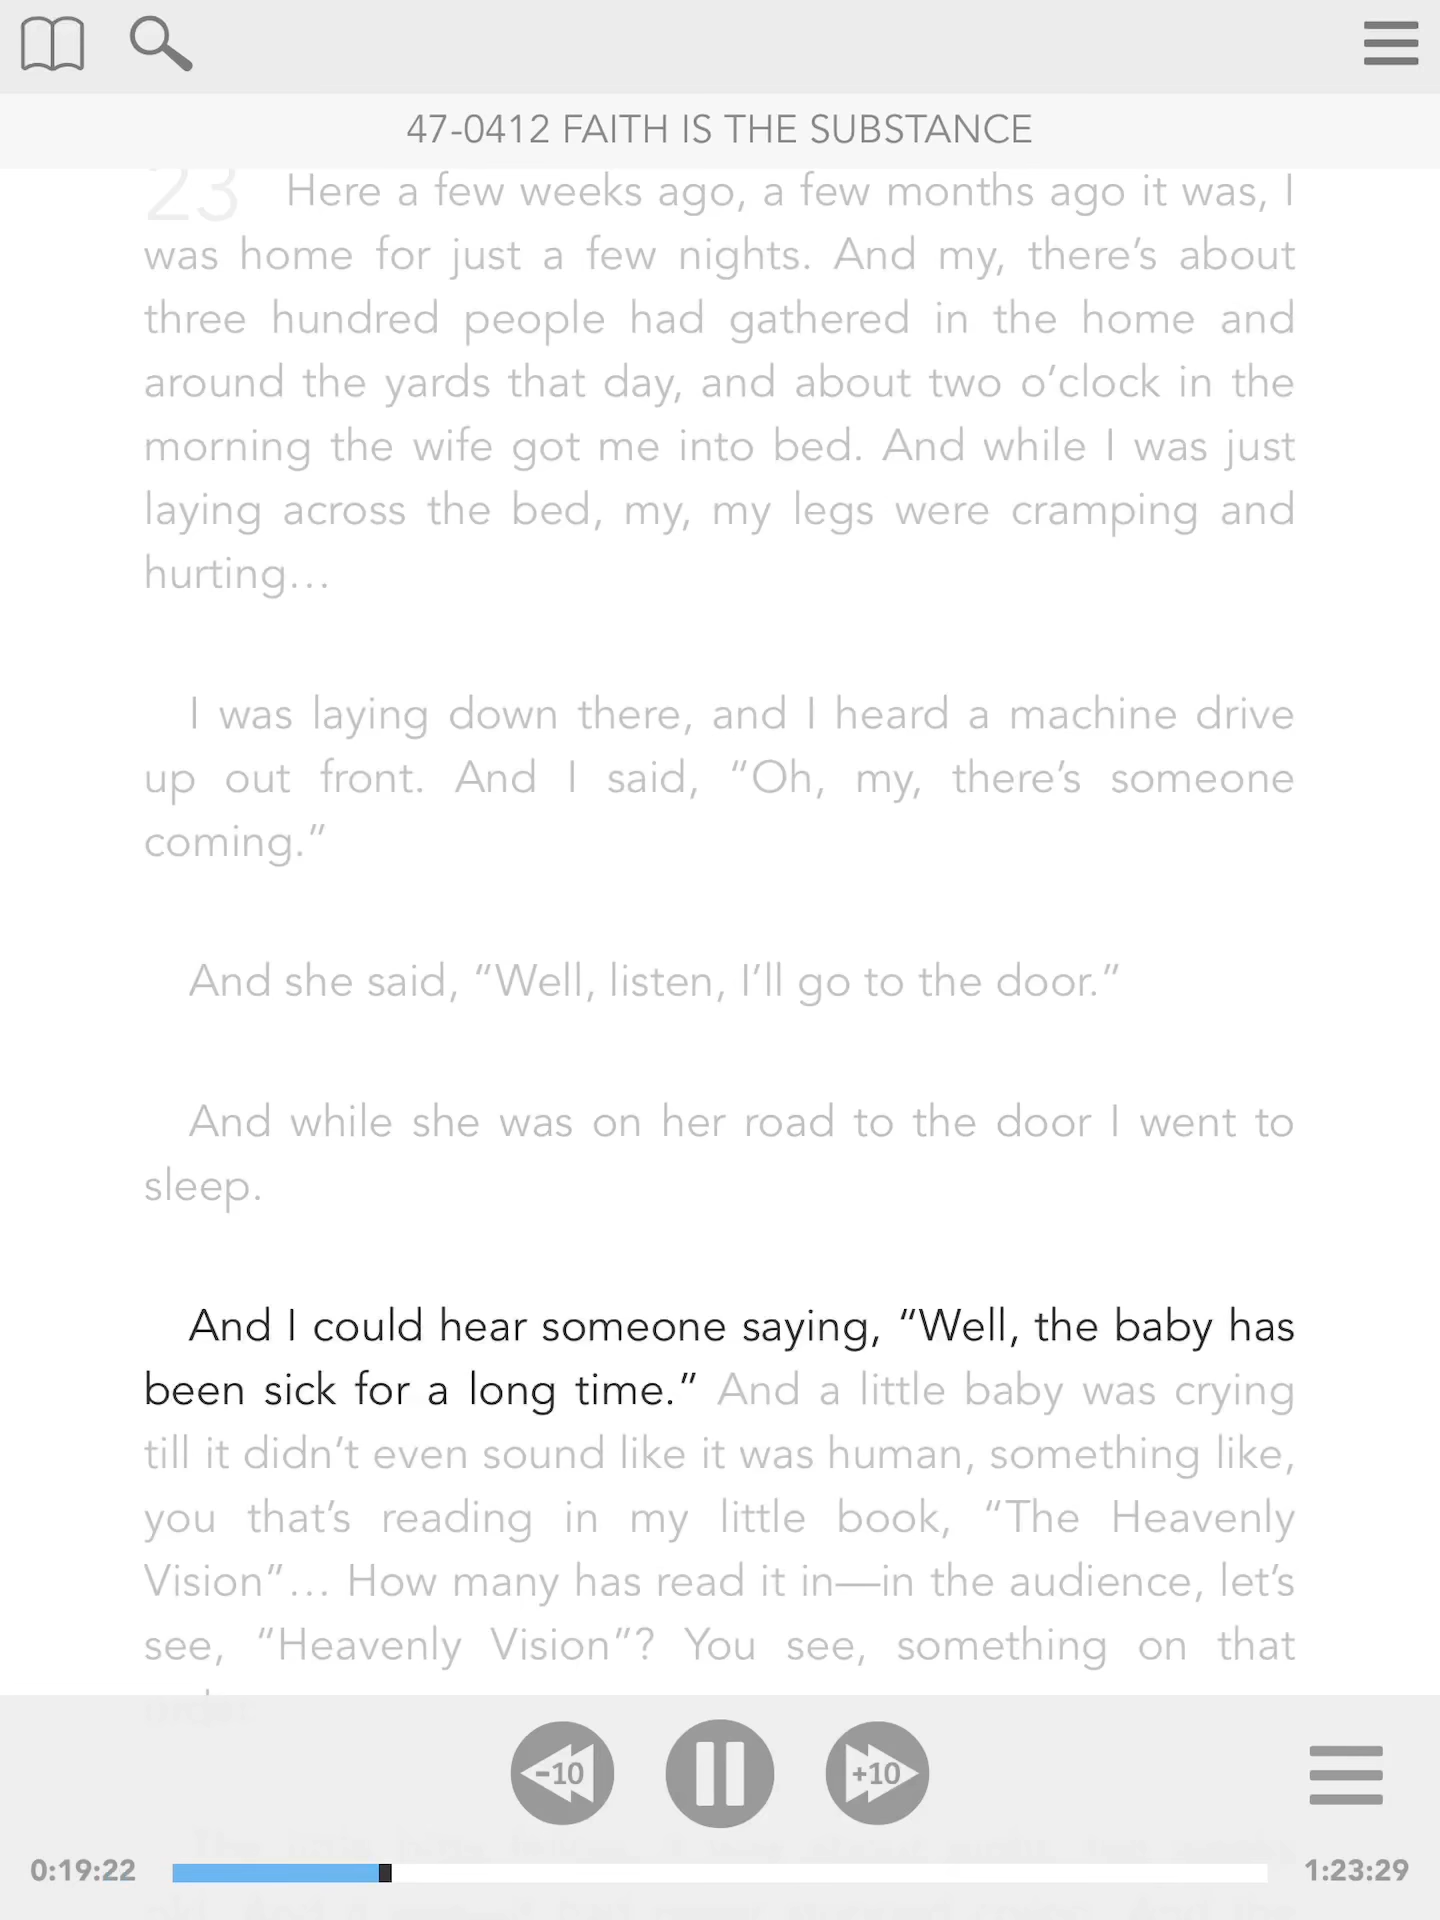 47-0412 FAITH IS THE SUBSTANCE
23 Here a few weeks ago, a few months ago it was, I
was home for just a few nights. And my, there’s about
three hundred people had gathered in the home and
around the yards that day, and about two o’clock in the
morning the wife got me into bed. And while I was just
laying across the bed, my, my legs were cramping and
hurting…
I was laying down there, and I heard a machine drive
up out front. And I said, “Oh, my, there’s someone
coming.”
And she said, “Well, listen, I’ll go to the door.”
And while she was on her road to the door I went to
sleep.
And I could hear someone saying, “Well, the baby has
been sick for a long time.” And a little baby was crying
till it didn’t even sound like it was human, something like,
you that’s reading in my little book, “The Heavenly
Vision”… How many has read it in—in the audience, let’s
see, “Heavenly Vision”? You see, something on that
-10 +10
0:19:22 1:23:29